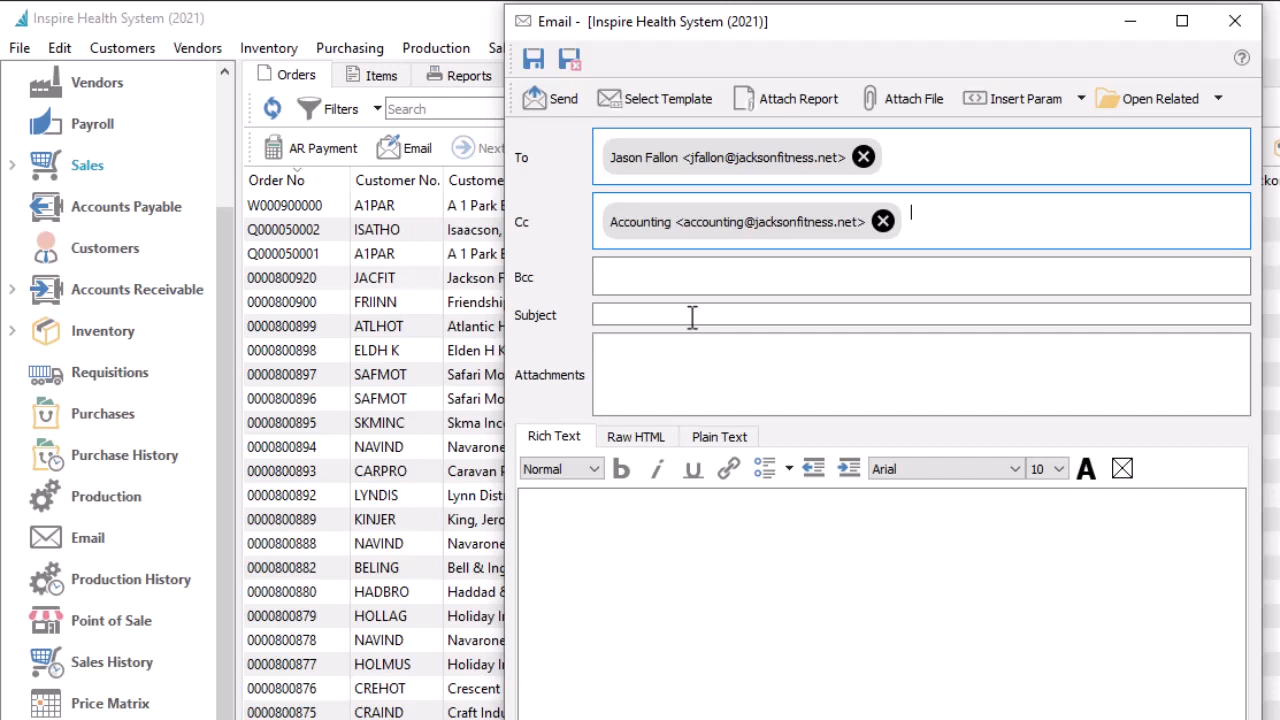 Inspire Health System (2021)
File Edit Customers Vendors Inventory Purchasing Production
Vendors
Payroll
Sales
Accounts Payable
Customers
Accounts Receivable
Inventory
Requisitions
Purchases
Purchase History
Production
Email
Production History
Point of Sale
Sales History
Price Matrix
Orders Items Reports
Filters Search
AR Payment Email Next
Order No Customer No. Custome
W000900000 A1PAR A 1 Park
Q000050002 ISATHO Isaacson,
Q000050001 A1PAR A 1 Park
0000800920 JACFIT Jackson F
0000800900 FRIINN Friendship
0000800899 ATLHOT Atlantic H
0000800898 ELDH K Elden H K
0000800897 SAFMOT Safari Mo
0000800896 SAFMOT Safari Mo
0000800895 SKMINC Skma Inc
0000800894 NAVIND Navarone
0000800893 CARPRO Caravan
0000800892 LYNDIS Lynn Distr
0000800889 KINJER King, Jero
0000800888 NAVIND Navarone
0000800882 BELING Bell & Ing
0000800880 HADBRO Haddad &
0000800879 HOLLAG Holiday I
0000800878 NAVIND Navarone
0000800877 HOLMUS Holiday I
0000800876 CREHOT Crescent
0000800875 CRAIND Craft Indu
Email - [Inspire Health System (2021)]
Send Select Template Attach Report Attach File Insert Param Open Related
To Jason Fallon <jfallon@jacksonfitness.net>
Cc Accounting <accounting@jacksonfitness.net>
Bcc
Subject
Attachments
Rich Text Raw HTML Plain Text
Normal b i U Arial 10 A